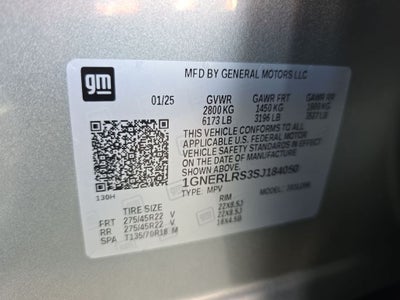 gm
MFD BY GENERAL MOTORS LLC
01/25 GVWR GAWR FRT GAWR RR
2800 KG 1450 KG
6173 LB 3196 LB
THIS VEHICLE CONFORMS TO ALL
APPLICABLE U.S. FEDERAL MOTOR
VEHICLE SAFETY STANDARDS IN
EFFECT ON THE DATE OF
MANUFACTURE SHOWN ABOVE.
1GNERLRS3SJ184050
TYPE: MPV
130H
TIRE SIZE RIM
FRT 275/45R22 V 22X8.5J
RR 275/45R22 V 22X8.5J
SPA T135/70R18 M 18X4.5B